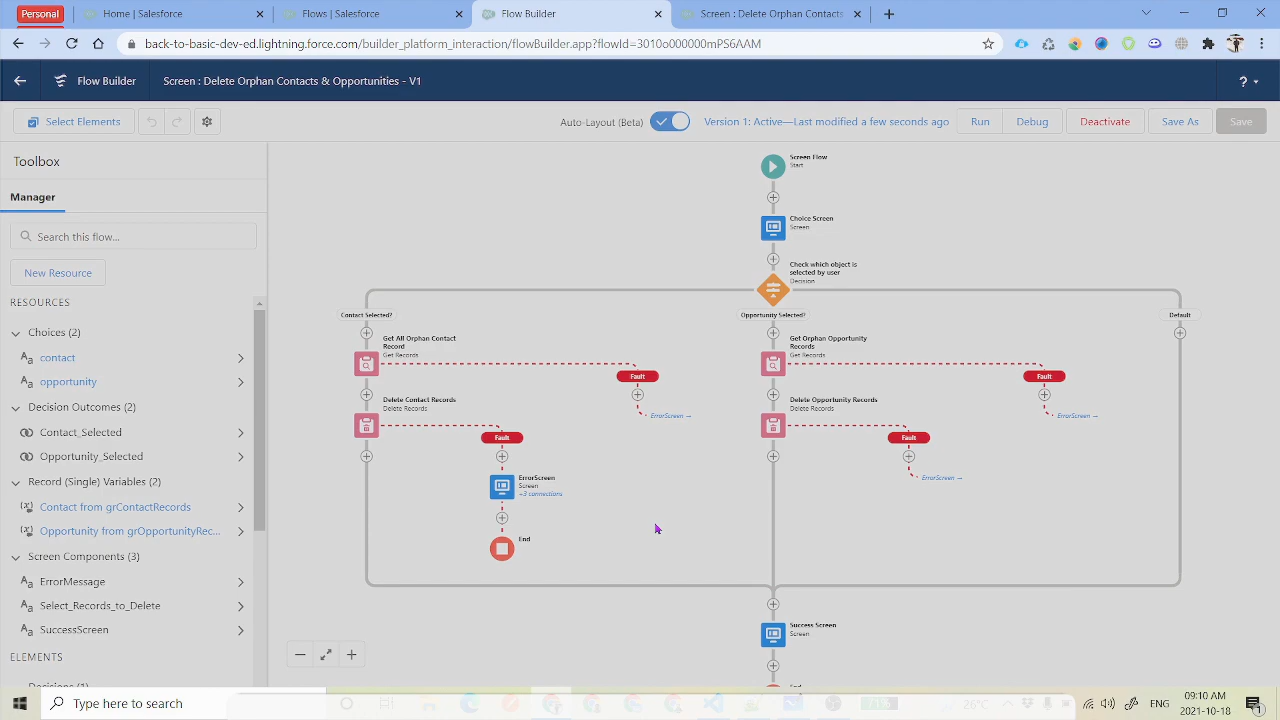 Personal
Home | Salesforce
Flows | Salesforce
Flow Builder
Screen : Delete Orphan Contacts
back-to-basic-dev-ed.lightning.force.com/builder_platform_interaction/flowBuilder.app?flowId=3010o000000mPS6AAM
Flow Builder
Screen : Delete Orphan Contacts & Opportunities - V1
?
Select Elements
Auto-Layout (Beta)
Version 1: Active—Last modified a few seconds ago
Run
Debug
Deactivate
Save As
Save
Toolbox
Manager
Search this flow...
New Resource
RESOURCES
Choices (2)
contact
opportunity
Decision Outcomes (2)
Contact_Selected
Opportunity_Selected
Record (Single) Variables (2)
Contact from grContactRecords
Opportunity from grOpportunityRec...
Screen Components (3)
ErrorMessage
Select_Records_to_Delete
Successcreen
ELEMENTS
Screen Flow
Start
Choice Screen
Screen
Check which object is
selected by user
Decision
Contact Selected?
Opportunity Selected?
Default
Get All Orphan Contact
Record
Get Records
Fault
ErrorScreen →
Get Orphan Opportunity
Records
Get Records
Fault
ErrorScreen →
Delete Contact Records
Delete Records
Fault
ErrorScreen
Screen
+3 connections
End
Delete Opportunity Records
Delete Records
Fault
ErrorScreen →
Success Screen
Screen
Type here to search
71%
26°C
ENG
09:10 AM
2021-10-18